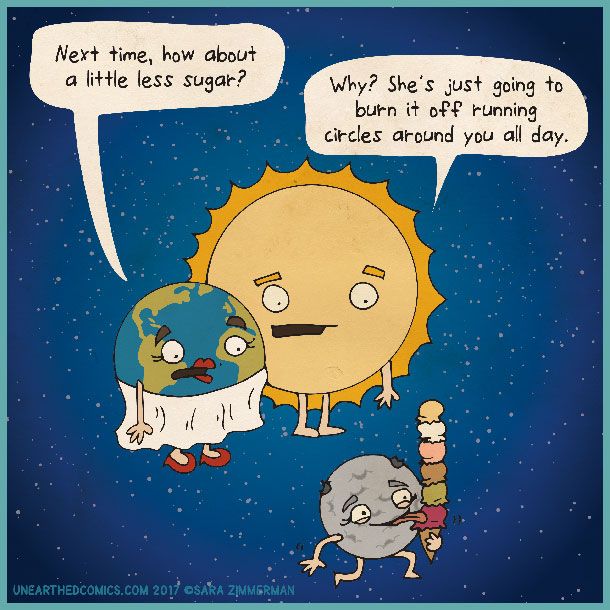 Next time, how about
a little less sugar?
Why? She's just going to
burn it off running
circles around you all day.
UNEARTHEDCOMICS.COM 2017 ©SARA ZIMMERMAN